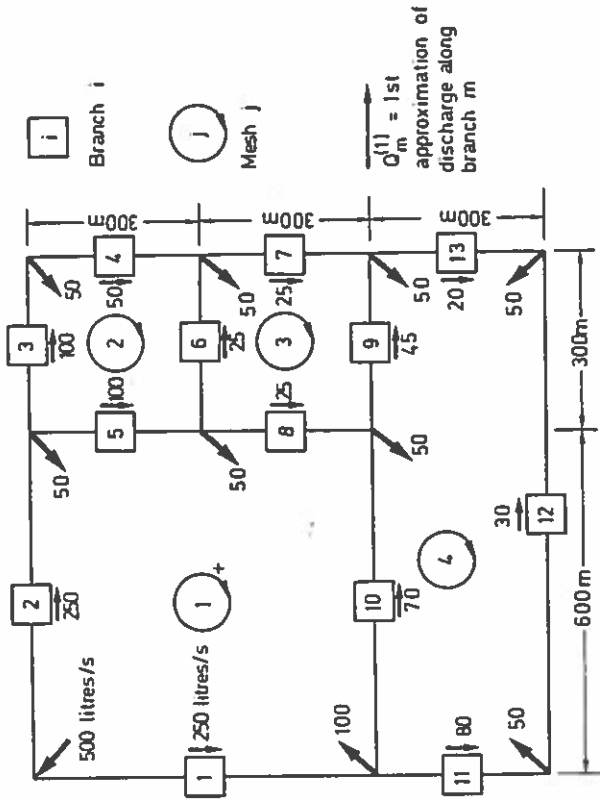 500 litres/s
2
250
50
3
100
50
300m
i
Branch i
1
250 litres/s
1
+
5
100
2
4
50
j
Mesh j
50
6
25
50
300m
8
25
3
7
25
100
10
70
50
9
45
50
300m
Q_m^(1) = 1st
approximation of
discharge along
branch m
11
80
4
13
20
50
30
12
50
600m
300m